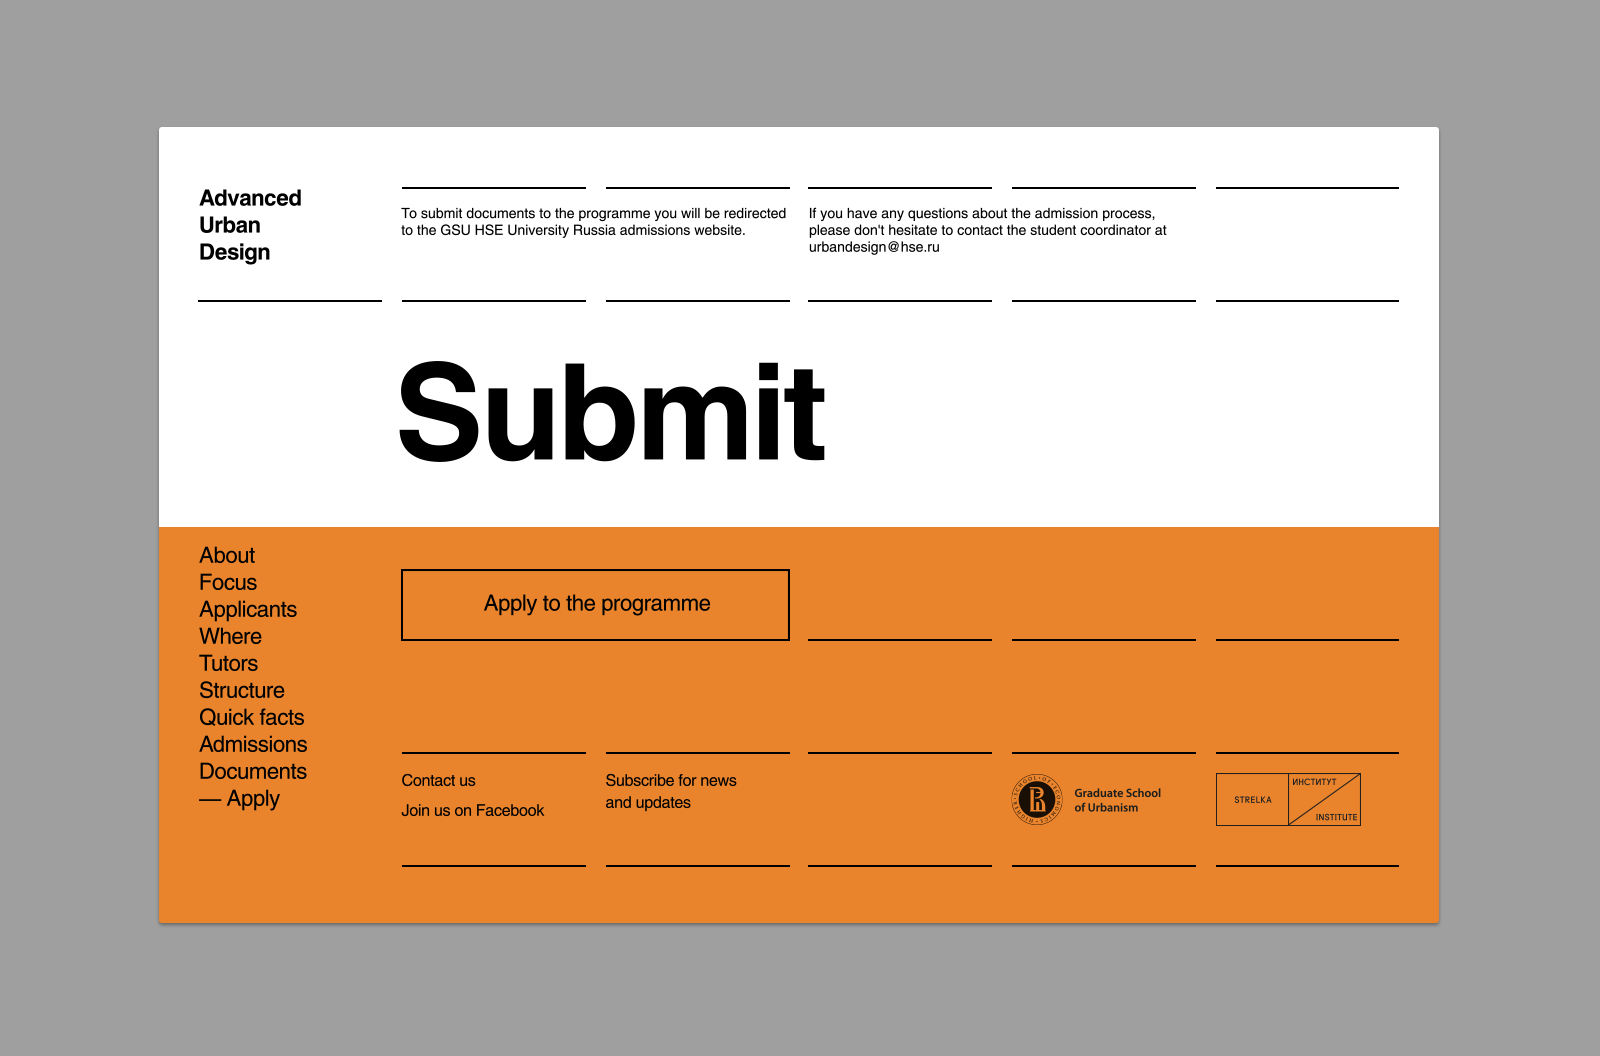 Advanced
Urban
Design
To submit documents to the programme you will be redirected
to the GSU HSE University Russia admissions website.
If you have any questions about the admission process,
please don't hesitate to contact the student coordinator at
urbandesign@hse.ru
Submit
About
Focus
Applicants
Where
Tutors
Structure
Quick facts
Admissions
Documents
— Apply
Apply to the programme
Contact us
Join us on Facebook
Subscribe for news
and updates
HIGHER • SCHOOL • OF • ECONOMICS •
Graduate School
of Urbanism
STRELKA
ИНСТИТУТ
INSTITUTE